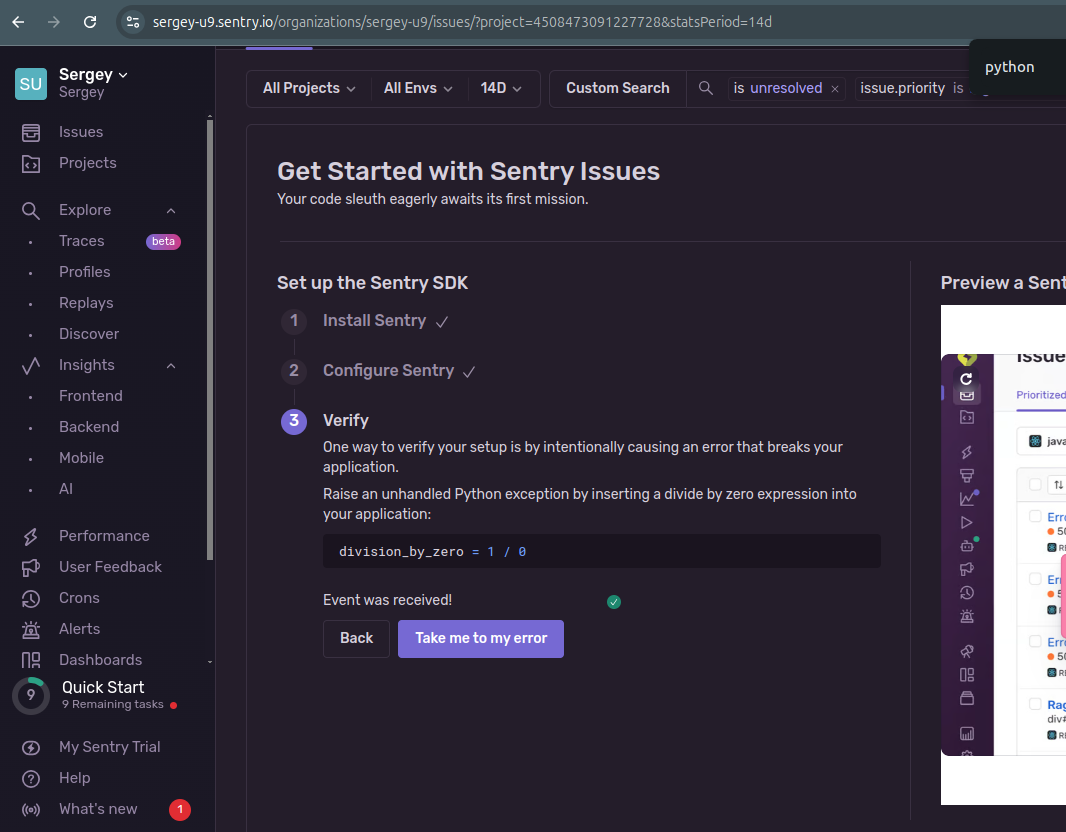 sergey-u9.sentry.io/organizations/sergey-u9/issues/?project=4508473091227728&statsPeriod=14d
python
SU
Sergey
Sergey
Issues
Projects
Explore
Traces beta
Profiles
Replays
Discover
Insights
Frontend
Backend
Mobile
AI
Performance
User Feedback
Crons
Alerts
Dashboards
9
Quick Start
9 Remaining tasks
My Sentry Trial
Help
What's new 1
All Projects All Envs 14D Custom Search is unresolved × issue.priority is
Get Started with Sentry Issues
Your code sleuth eagerly awaits its first mission.
Set up the Sentry SDK
1 Install Sentry
2 Configure Sentry
3 Verify
One way to verify your setup is by intentionally causing an error that breaks your
application.
Raise an unhandled Python exception by inserting a divide by zero expression into
your application:
division_by_zero = 1 / 0
Event was received!
Back Take me to my error
Preview a Sent
Issue
Prioritized
java
Erro
50
RE
Erro
50
Erro
50
RE
Rag
div#
RE